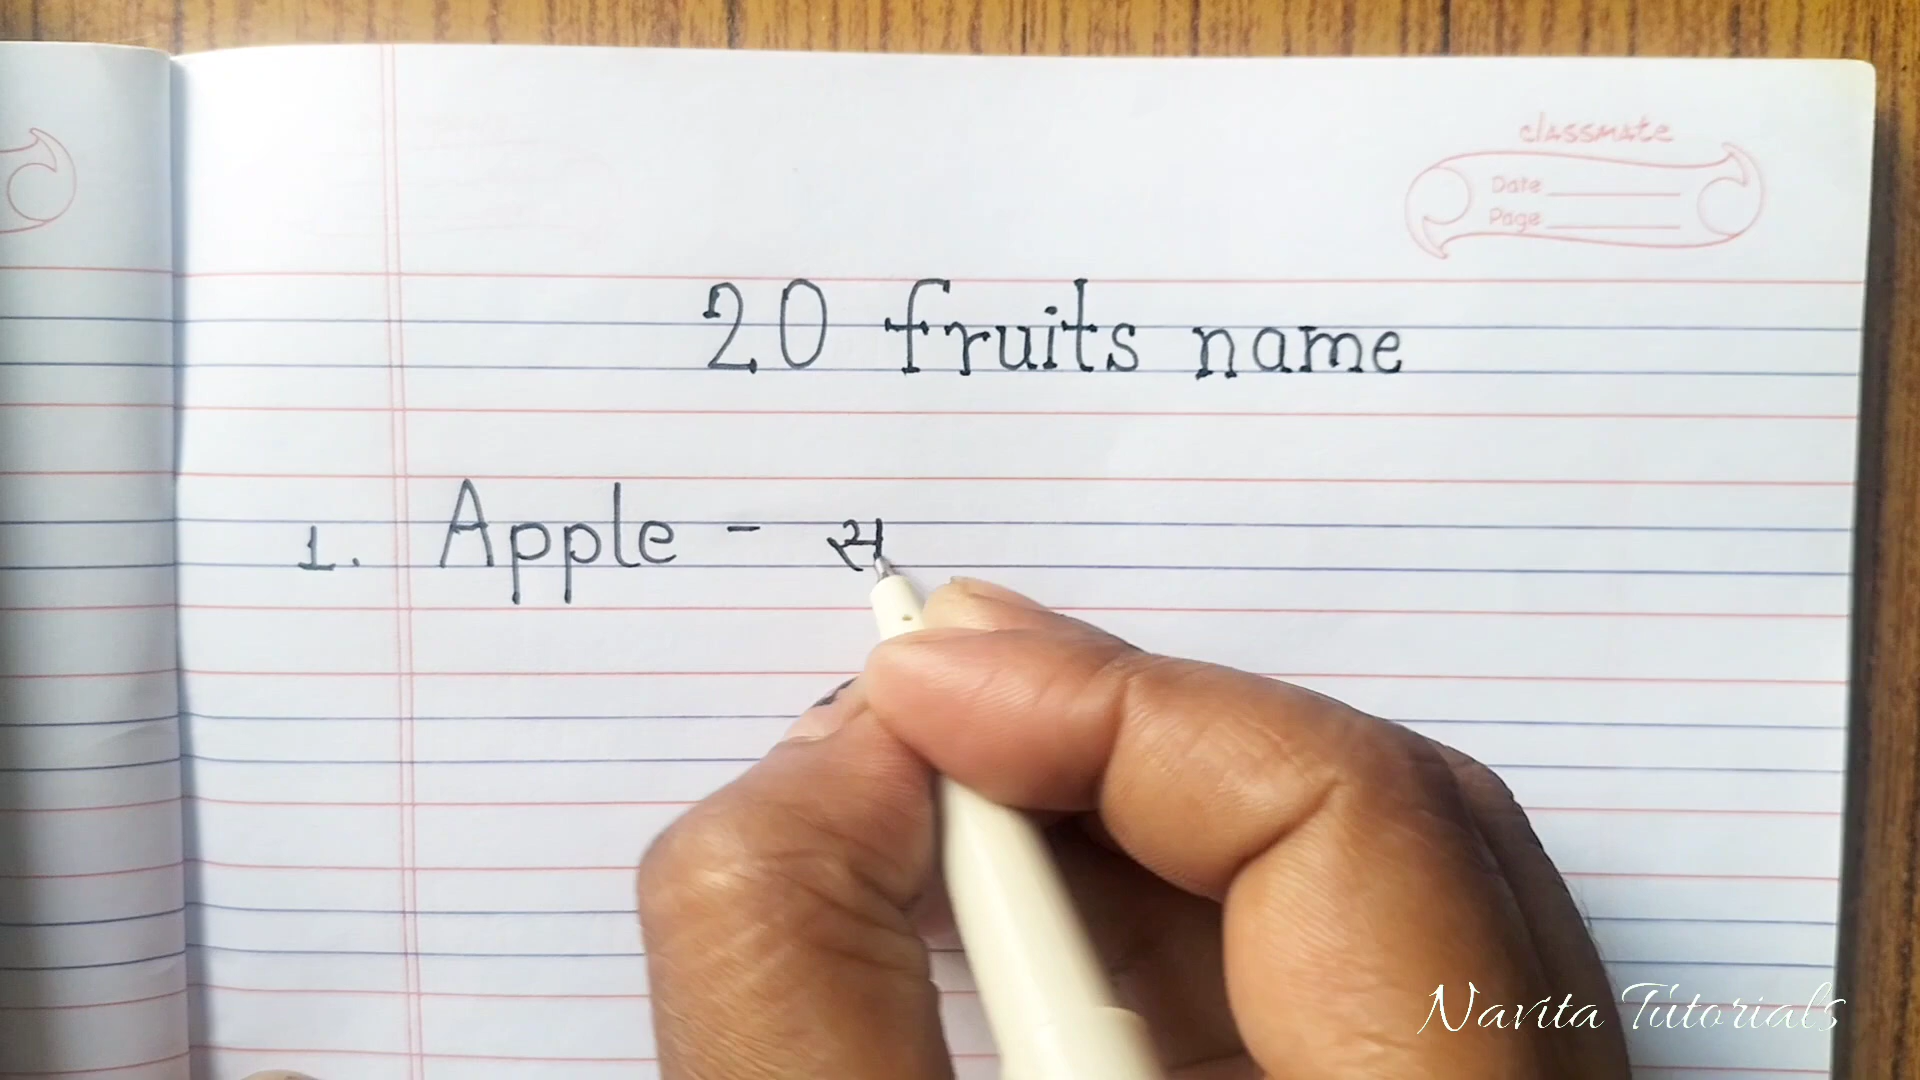 classmate
Date
Page
20 fruits name
1. Apple - स
Navita Tutorials